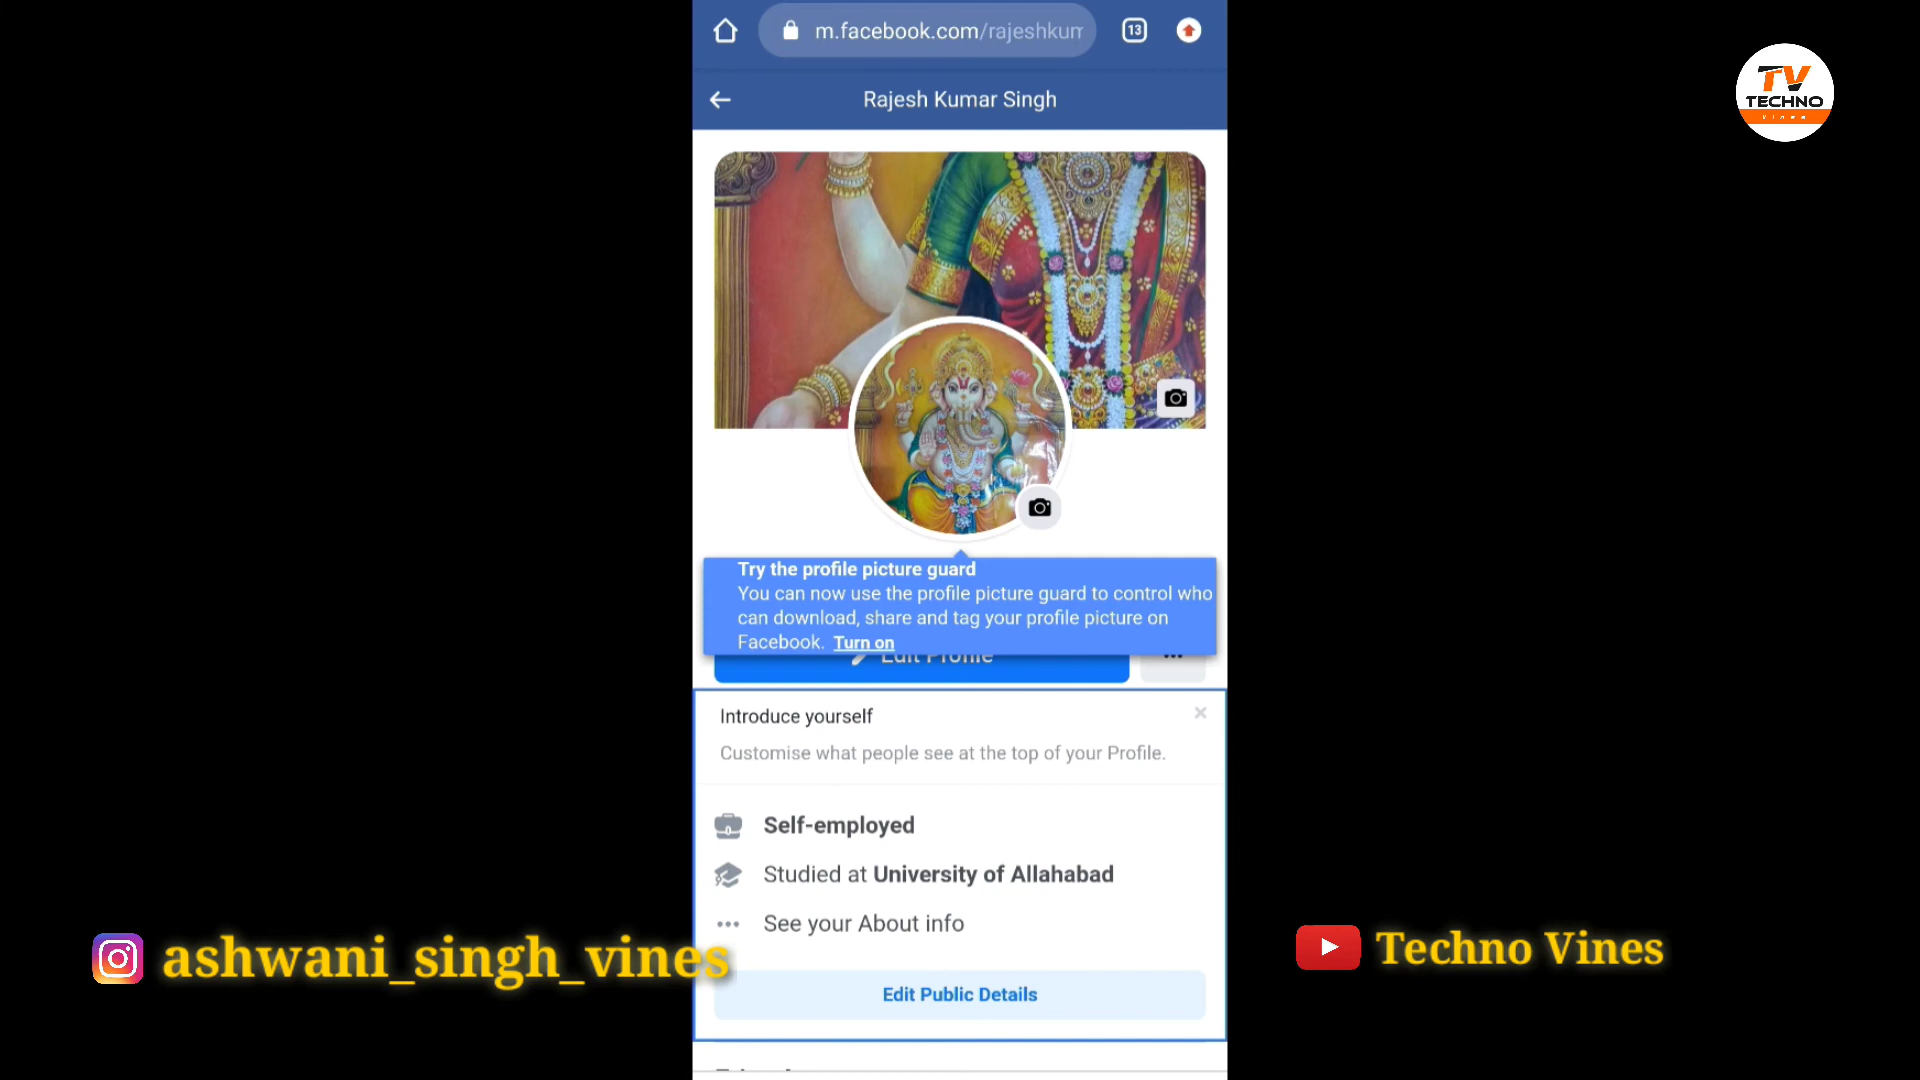 m.facebook.com/rajeshkum
13
Rajesh Kumar Singh
TV
TECHNO
VINES
Try the profile picture guard
You can now use the profile picture guard to control who
can download, share and tag your profile picture on
Facebook. Turn on
Edit Profile
Introduce yourself
Customise what people see at the top of your Profile.
Self-employed
Studied at University of Allahabad
See your About info
ashwani_singh_vines
Techno Vines
Edit Public Details